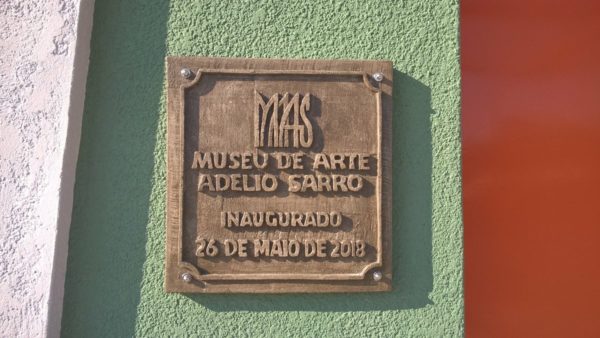 MAS
MUSEU DE ARTE
ADELIO SARRO
INAUGURADO
26 DE MAIO DE 2018